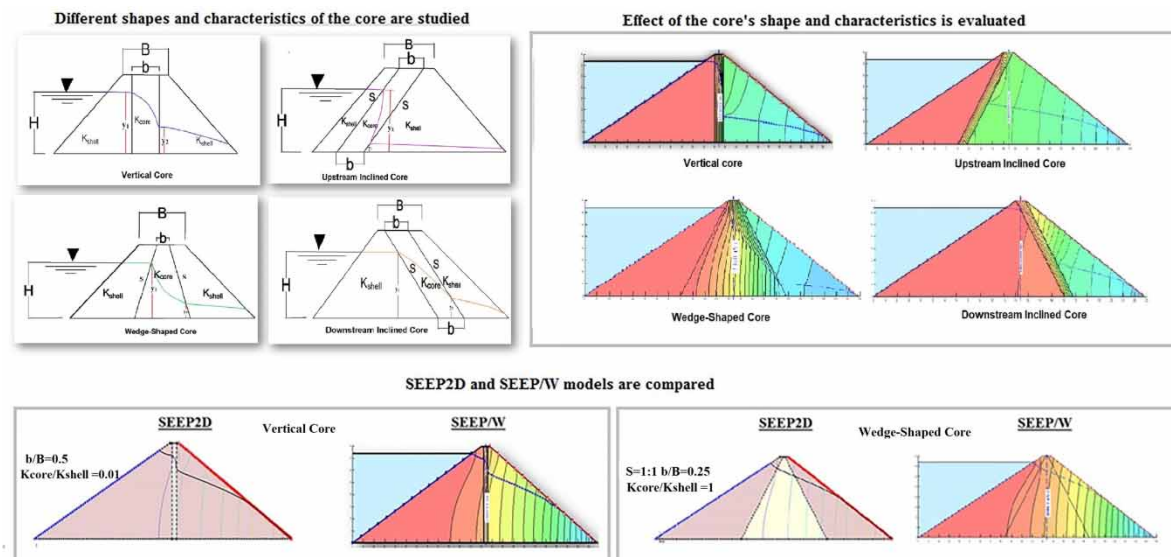 Different shapes and characteristics of the core are studied
B
b
H
Kshell
Kcore
y1
Kshell
Vertical Core
B
b
S
S
H
Kshell
Kcore
Kshell
b
Upstream Inclined Core
B
b
H
Kshell
S
Kcore
S
Kshell
Wedge-Shaped Core
B
b
H
Kshell
S
Kcore
S
Kshell
b
Downstream Inclined Core
Effect of the core's shape and characteristics is evaluated
Vertical core
Upstream Inclined Core
Wedge-Shaped Core
Downstream Inclined Core
SEEP2D and SEEP/W models are compared
SEEP2D
Vertical Core
SEEP/W
b/B=0.5
Kcore/Kshell =0.01
SEEP2D
Wedge-Shaped Core
SEEP/W
S=1:1 b/B=0.25
Kcore/Kshell =1